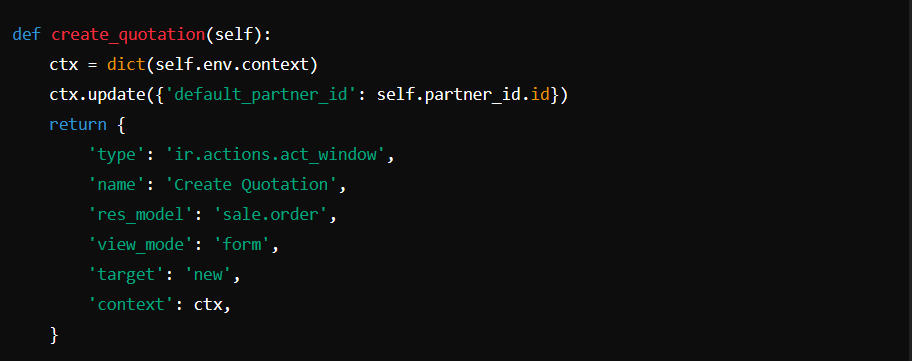 def create_quotation(self):
    ctx = dict(self.env.context)
    ctx.update({'default_partner_id': self.partner_id.id})
    return {
        'type': 'ir.actions.act_window',
        'name': 'Create Quotation',
        'res_model': 'sale.order',
        'view_mode': 'form',
        'target': 'new',
        'context': ctx,
    }